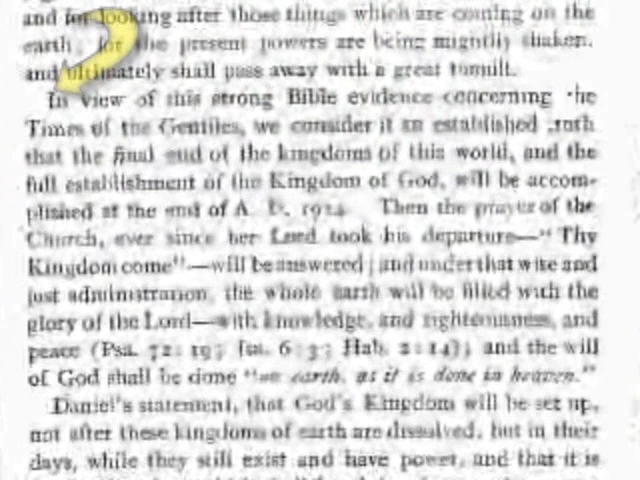 and for looking after those things which are coming on the
earth; for the present powers are being mightily shaken,
and ultimately shall pass away with a great tumult.
In view of this strong Bible evidence concerning the
Times of the Gentiles, we consider it an established truth
that the final end of the kingdoms of this world, and the
full establishment of the Kingdom of God, will be accom-
plished at the end of A. D. Then the prayer of the
Church, ever since her Lord took his departure—"Thy
Kingdom come"—will be answered; and under that wise and
just administration, the whole earth will be filled with the
glory of the Lord—with knowledge, and righteousness, and
peace (Psa. 72:19; Isa. 6:3; Hab. 2:14); and the will
of God shall be done "on earth, as it is done in heaven."
Daniel's statement, that God's Kingdom will be set up,
not after these kingdoms of earth are dissolved, but in their
days, while they still exist and have power, and that it is